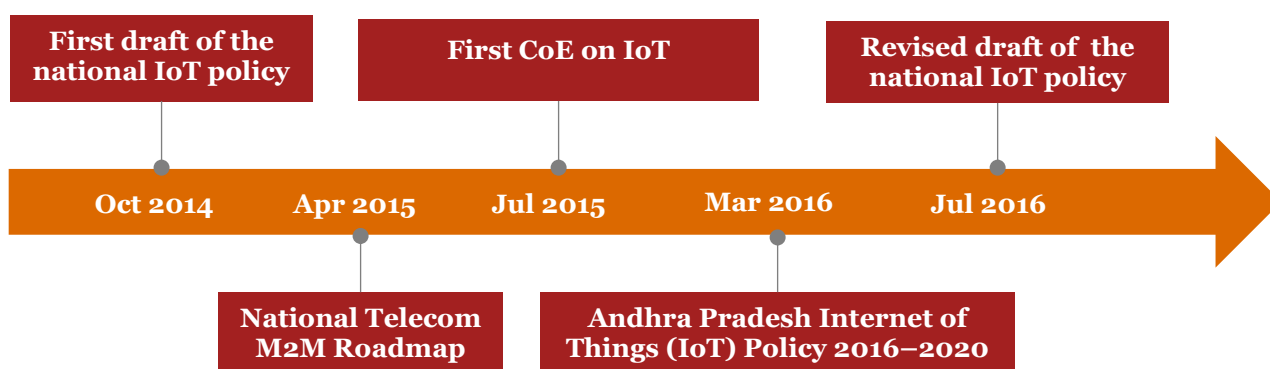 First draft of the
national IoT policy
First CoE on IoT
Revised draft of the
national IoT policy
Oct 2014
Apr 2015
Jul 2015
Mar 2016
Jul 2016
National Telecom
M2M Roadmap
Andhra Pradesh Internet of
Things (IoT) Policy 2016–2020